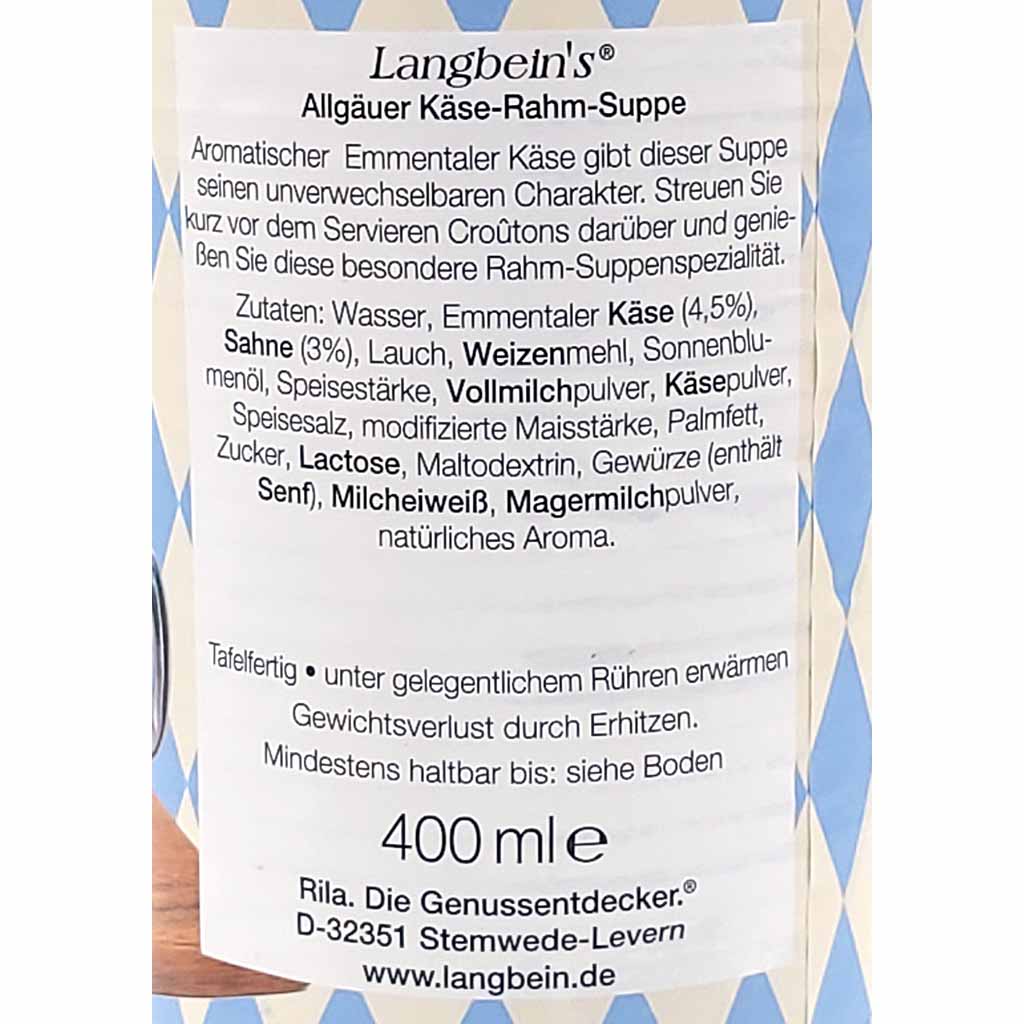 Langbein's®
Allgäuer Käse-Rahm-Suppe
Aromatischer Emmentaler Käse gibt dieser Suppe
seinen unverwechselbaren Charakter. Streuen Sie
kurz vor dem Servieren Croûtons darüber und genie-
ßen Sie diese besondere Rahm-Suppenspezialität.
Zutaten: Wasser, Emmentaler Käse (4,5%),
Sahne (3%), Lauch, Weizenmehl, Sonnenblu-
menöl, Speisestärke, Vollmilchpulver, Käsepulver,
Speisesalz, modifizierte Maisstärke, Palmfett,
Zucker, Lactose, Maltodextrin, Gewürze (enthält
Senf), Milcheiweiß, Magermilchpulver,
natürliches Aroma.
Tafelfertig • unter gelegentlichem Rühren erwärmen
Gewichtsverlust durch Erhitzen.
Mindestens haltbar bis: siehe Boden
400 ml e
Rila. Die Genussentdecker.®
D-32351 Stemwede-Levern
www.langbein.de